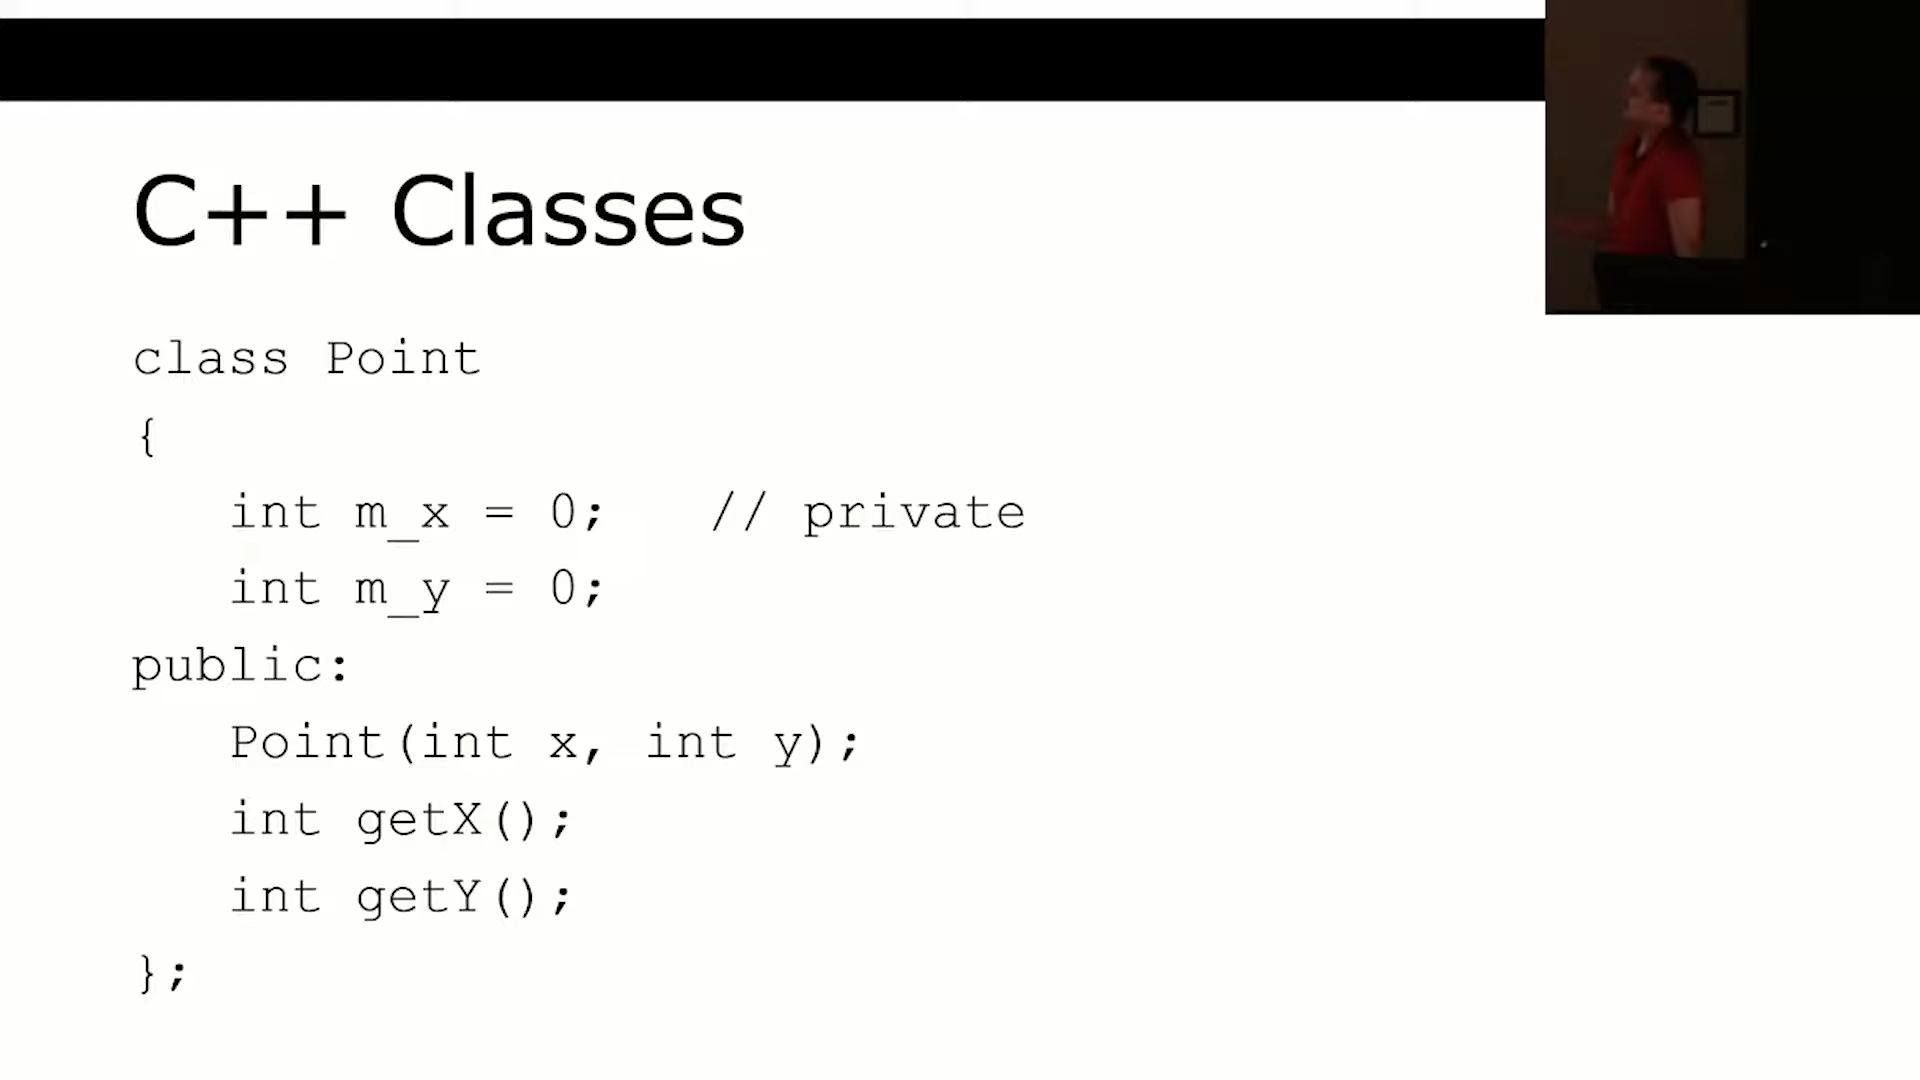 C++ Classes
class Point
{
int m_x = 0;   // private
int m_y = 0;
public:
Point(int x, int y);
int getX();
int getY();
};